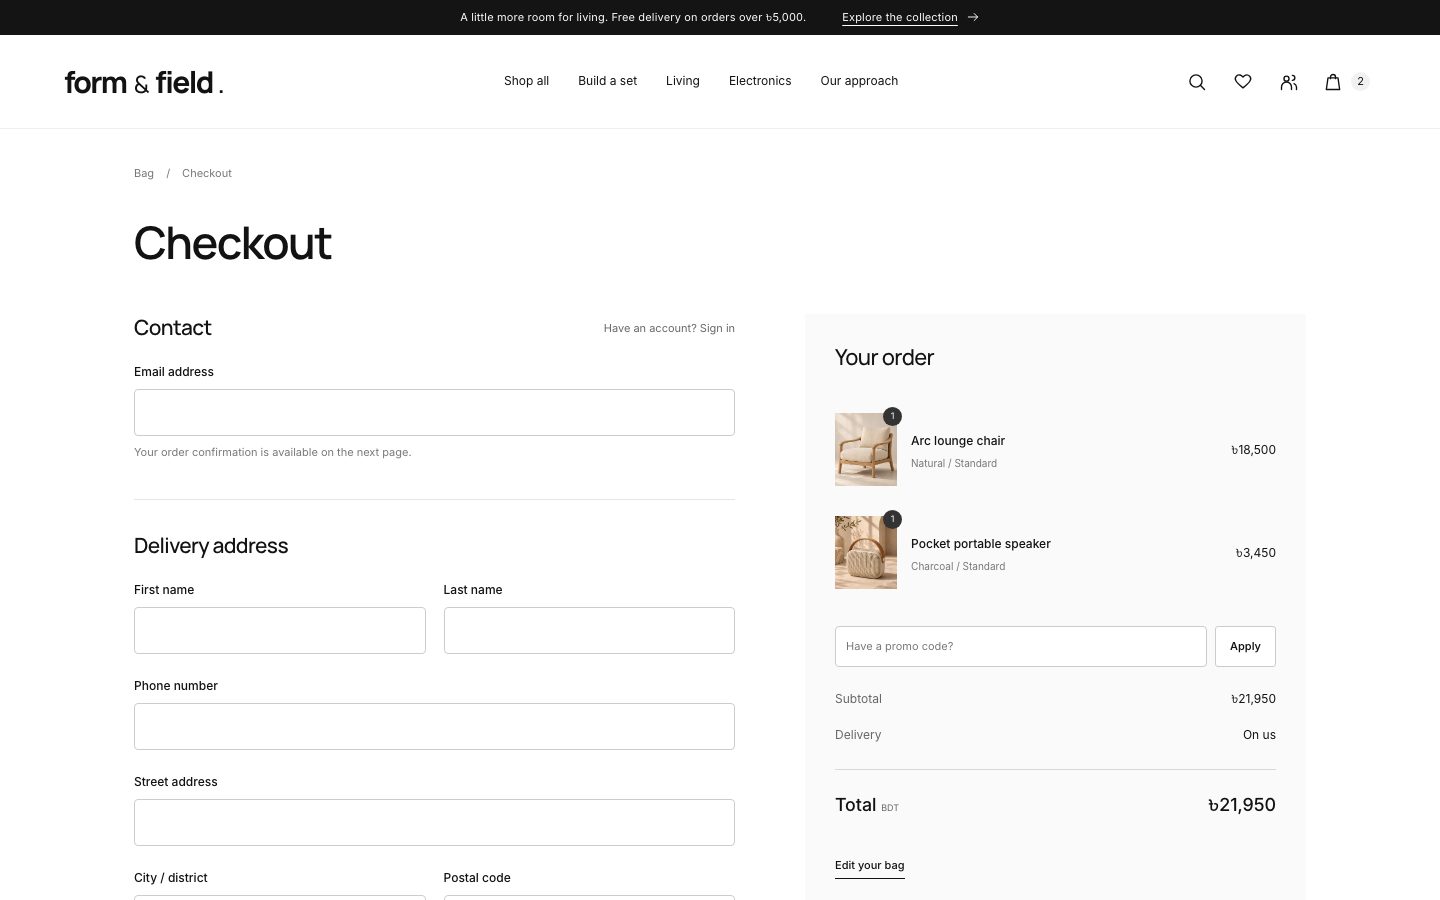 A little more room for living. Free delivery on orders over ৳5,000. Explore the collection
form & field .
Shop all Build a set Living Electronics Our approach
2
Bag / Checkout
Checkout
Contact
Have an account? Sign in
Email address
Your order confirmation is available on the next page.
Delivery address
First name Last name
Phone number
Street address
City / district Postal code
Your order
1
Arc lounge chair
Natural / Standard
৳18,500
1
Pocket portable speaker
Charcoal / Standard
৳3,450
Have a promo code? Apply
Subtotal ৳21,950
Delivery On us
Total BDT ৳21,950
Edit your bag